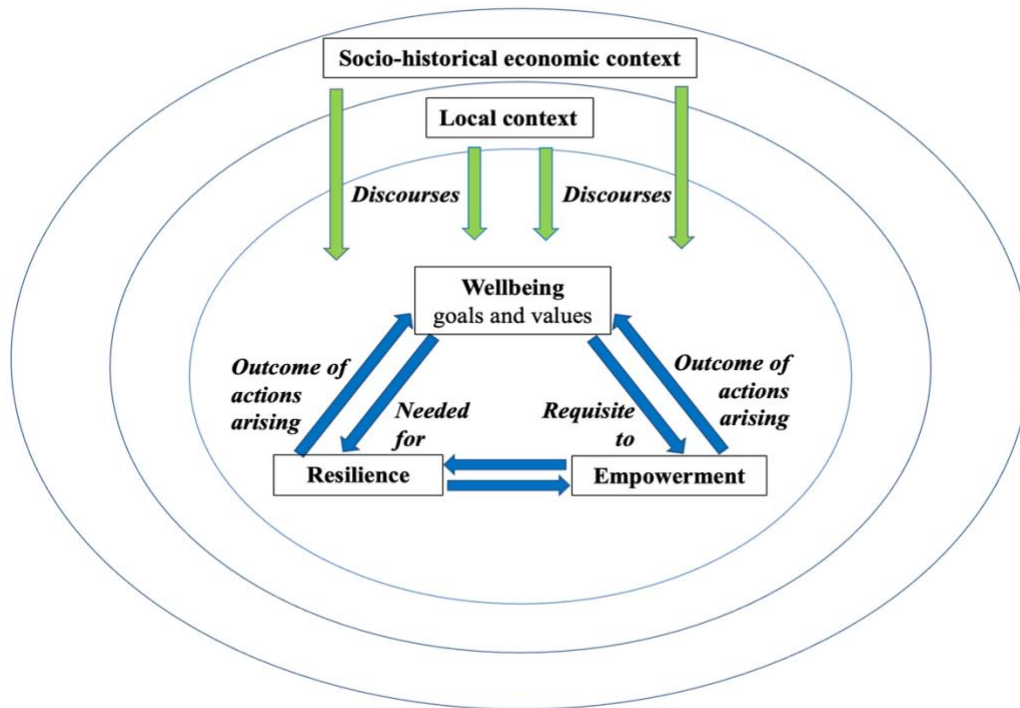 Socio-historical economic context
Local context
Discourses
Discourses
Wellbeing
goals and values
Outcome of
actions
arising
Needed
for
Requisite
to
Outcome of
actions
arising
Resilience
Empowerment